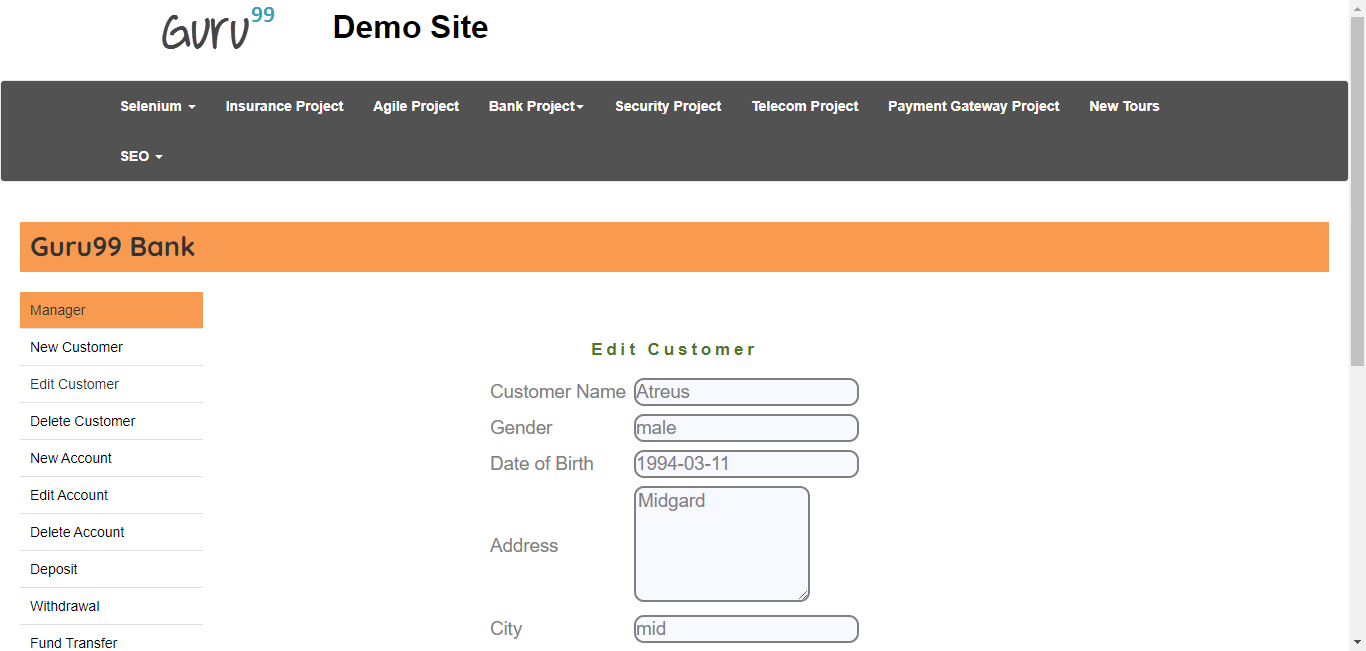 Guru99 Demo Site
Selenium Insurance Project Agile Project Bank Project Security Project Telecom Project Payment Gateway Project New Tours
SEO
Guru99 Bank
Manager
New Customer
Edit Customer
Delete Customer
New Account
Edit Account
Delete Account
Deposit
Withdrawal
Fund Transfer
Edit Customer
Customer Name Atreus
Gender male
Date of Birth 1994-03-11
Address Midgard
City mid